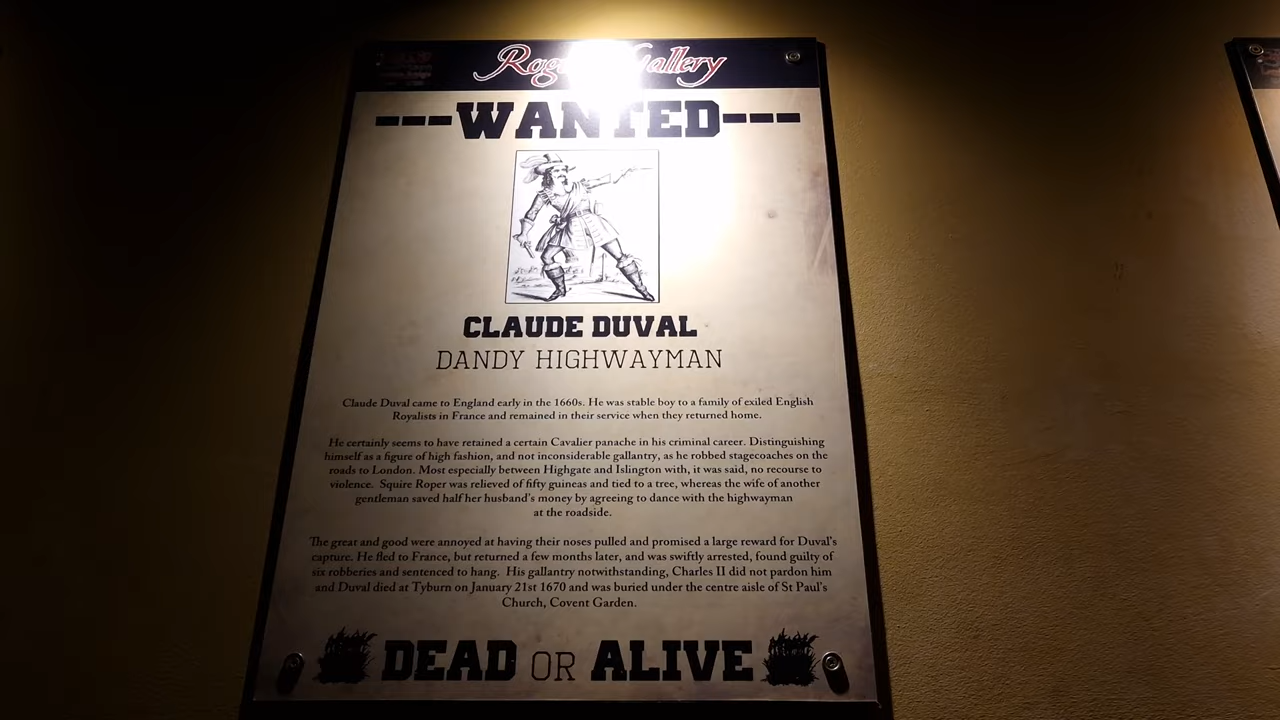 Rogues Gallery
---WANTED---
CLAUDE DUVAL
DANDY HIGHWAYMAN
Claude Duval came to England early in the 1660s. He was stable boy to a family of exiled English
Royalists in France and remained in their service when they returned home.
He certainly seems to have retained a certain Cavalier panache in his criminal career. Distinguishing
himself as a figure of high fashion, and not inconsiderable gallantry, as he robbed stagecoaches on the
roads to London. Most especially between Highgate and Islington with, it was said, no recourse to
violence. Squire Roper was relieved of fifty guineas and tied to a tree, whereas the wife of another
gentleman saved half her husband's money by agreeing to dance with the highwayman
at the roadside.
The great and good were annoyed at having their noses pulled and promised a large reward for Duval's
capture. He fled to France, but returned a few months later, and was swiftly arrested, found guilty of
six robberies and sentenced to hang. His gallantry notwithstanding, Charles II did not pardon him
and Duval died at Tyburn on January 21st 1670 and was buried under the centre aisle of St Paul's
Church, Covent Garden.
DEAD OR ALIVE